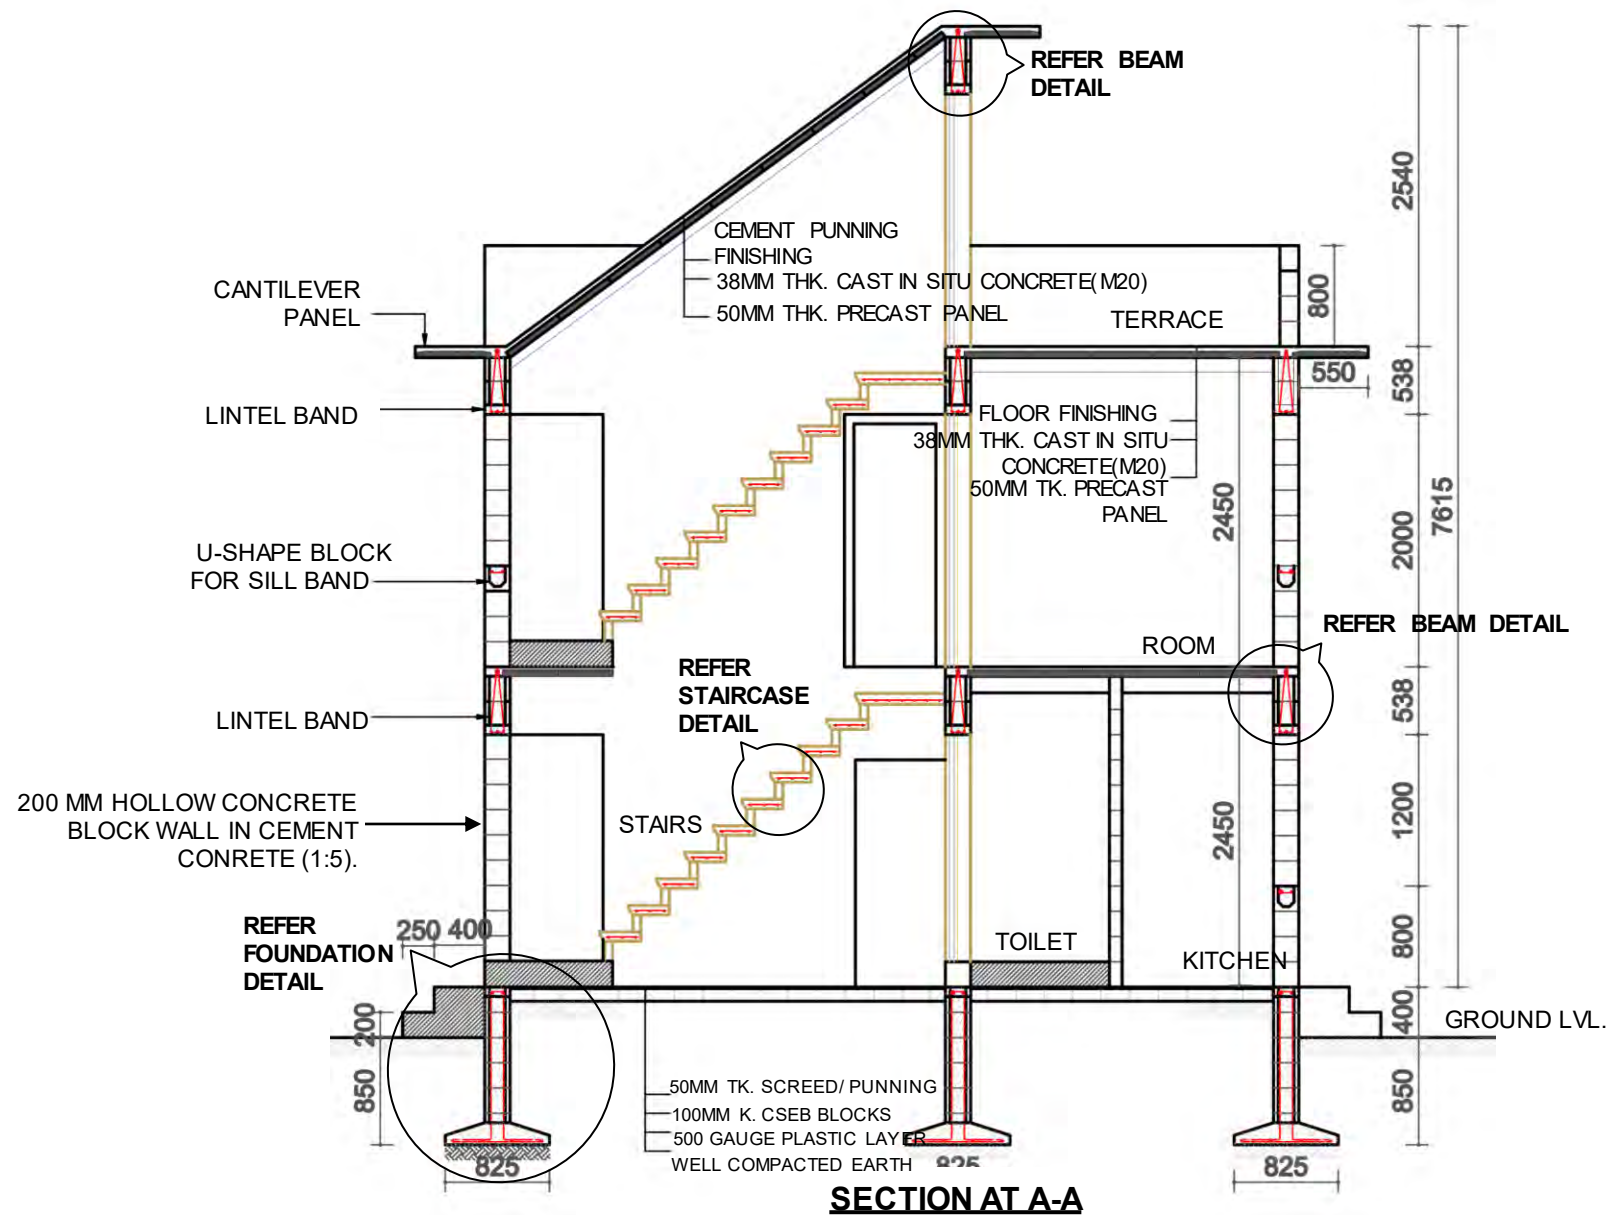 REFER BEAM
DETAIL
2540
CEMENT PUNNING
FINISHING
38MM THK. CAST IN SITU CONCRETE(M20)
50MM THK. PRECAST PANEL
CANTILEVER
PANEL
TERRACE
800
550
538
LINTEL BAND
FLOOR FINISHING
38MM THK. CAST IN SITU
CONCRETE(M20)
50MM TK. PRECAST
PANEL
2450
2000
7615
U-SHAPE BLOCK
FOR SILL BAND
ROOM
REFER BEAM DETAIL
REFER
STAIRCASE
DETAIL
LINTEL BAND
538
200 MM HOLLOW CONCRETE
BLOCK WALL IN CEMENT
CONRETE (1:5).
STAIRS
2450
1200
REFER
FOUNDATION
DETAIL
250 400
TOILET
KITCHEN
800
200
400
GROUND LVL.
850
850
50MM TK. SCREED/ PUNNING
100MM K. CSEB BLOCKS
500 GAUGE PLASTIC LAYER
WELL COMPACTED EARTH
825
825
825
SECTION AT A-A